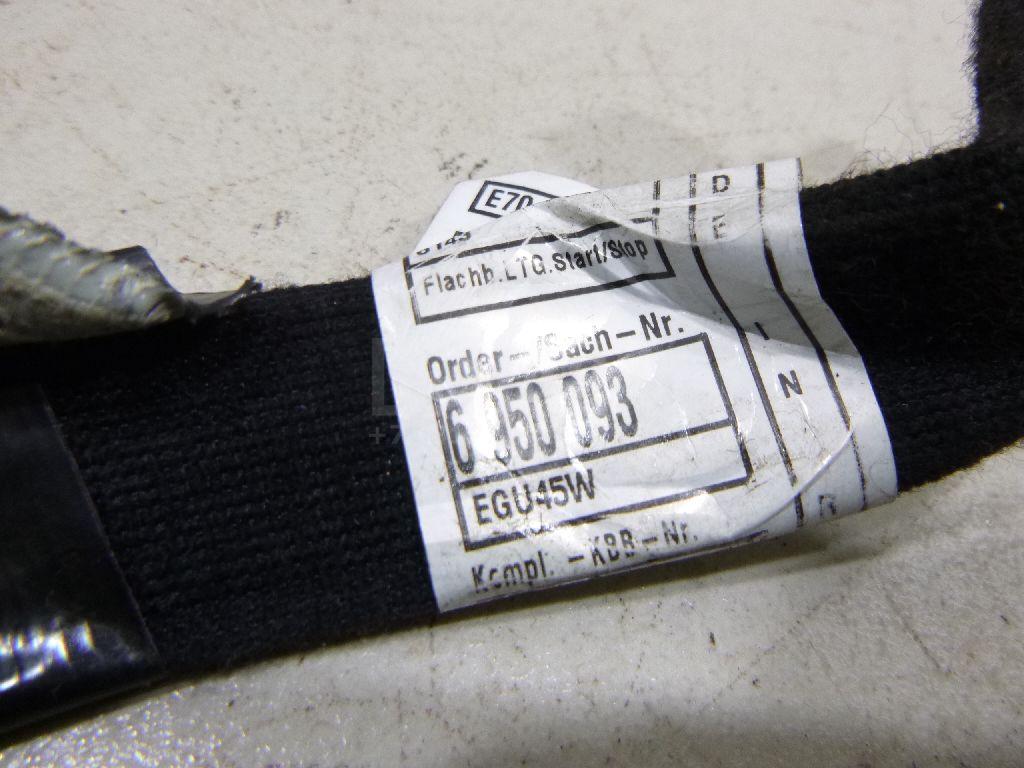 E70
Flachb.LTG.Start/Stop
Order-/Sach-Nr.
6 950 093
EGU45W
Kompl. -KBB-Nr.
D
E
I
N
R